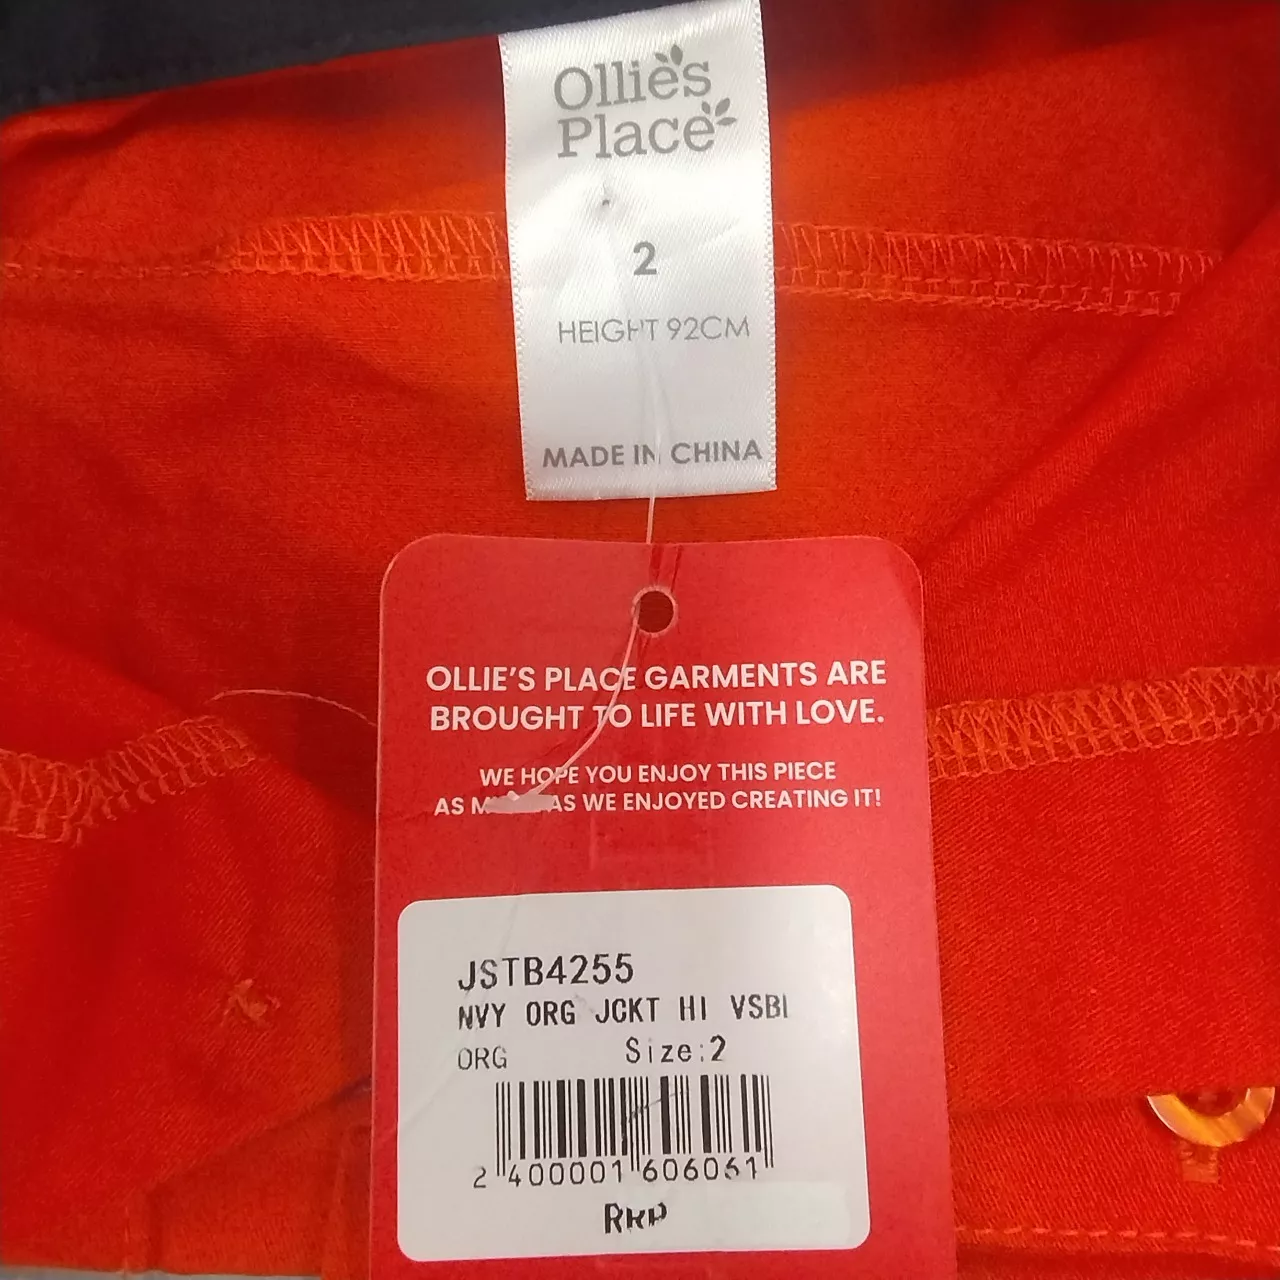 Ollie's
Place
2
HEIGHT 92CM
MADE IN CHINA
OLLIE'S PLACE GARMENTS ARE
BROUGHT TO LIFE WITH LOVE.
WE HOPE YOU ENJOY THIS PIECE
AS AS WE ENJOYED CREATING IT!
JSTB4255
NVY ORG JCKT HI VSBI
ORG Size:2
2 400001 606061
RRP